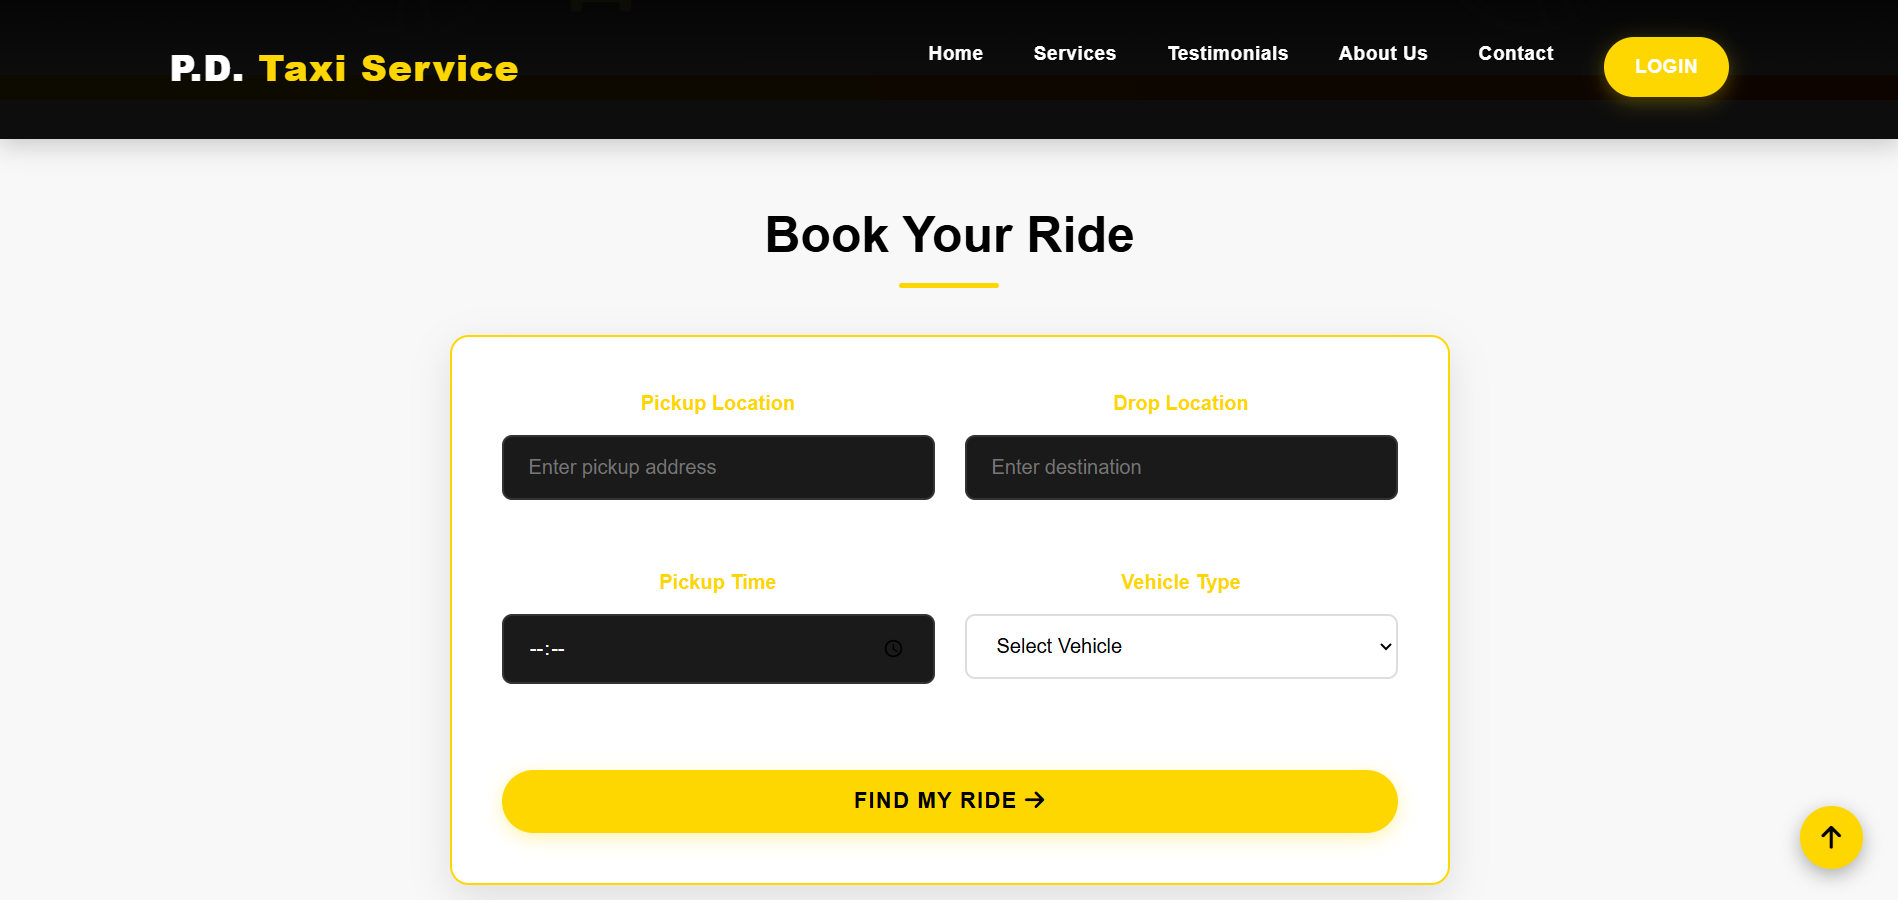 P.D. Taxi Service
Home Services Testimonials About Us Contact LOGIN
Book Your Ride
Pickup Location Drop Location
Enter pickup address Enter destination
Pickup Time Vehicle Type
--:-- Select Vehicle
FIND MY RIDE →